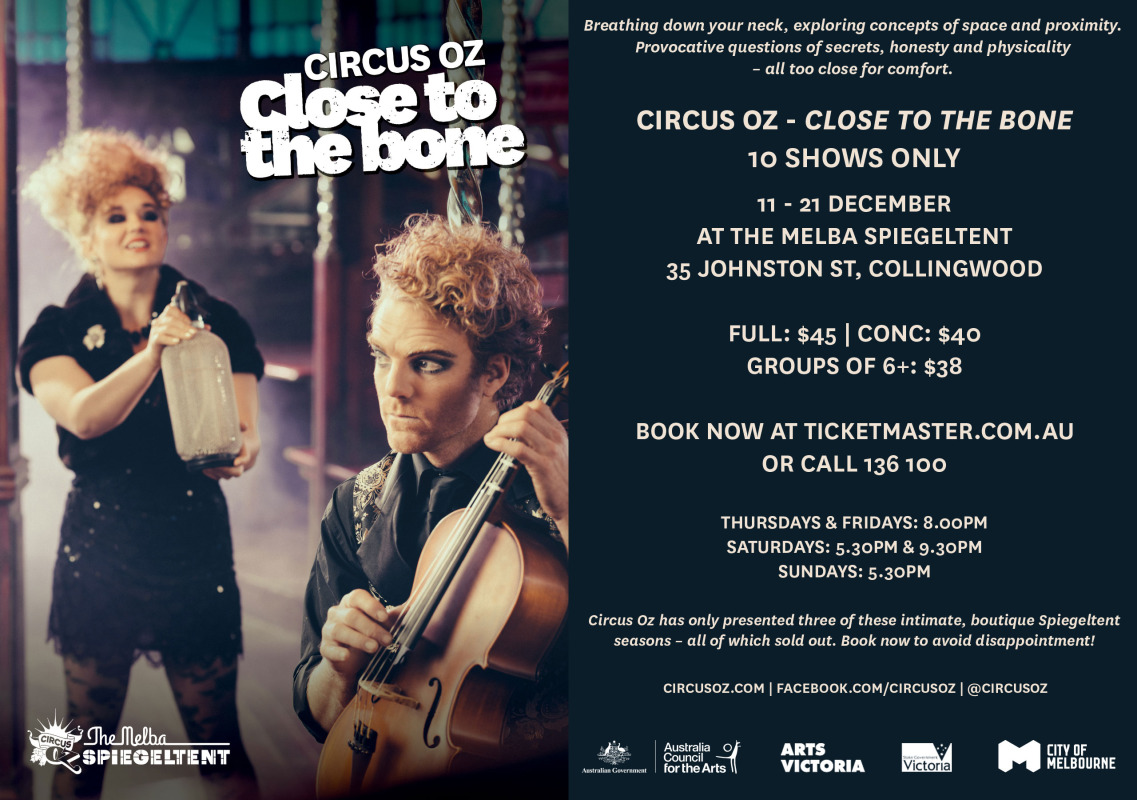 CIRCUS OZ
Close to
the bone
CIRCUS
OZ
The Melba
SPIEGELTENT
Breathing down your neck, exploring concepts of space and proximity.
Provocative questions of secrets, honesty and physicality
– all too close for comfort.
CIRCUS OZ - CLOSE TO THE BONE
10 SHOWS ONLY
11 - 21 DECEMBER
AT THE MELBA SPIEGELTENT
35 JOHNSTON ST, COLLINGWOOD
FULL: $45 | CONC: $40
GROUPS OF 6+: $38
BOOK NOW AT TICKETMASTER.COM.AU
OR CALL 136 100
THURSDAYS & FRIDAYS: 8.00PM
SATURDAYS: 5.30PM & 9.30PM
SUNDAYS: 5.30PM
Circus Oz has only presented three of these intimate, boutique Spiegeltent
seasons – all of which sold out. Book now to avoid disappointment!
CIRCUSOZ.COM | FACEBOOK.COM/CIRCUSOZ | @CIRCUSOZ
Australian Government
Australia
Council
for the Arts
ARTS
VICTORIA
Victoria
CITY OF
MELBOURNE